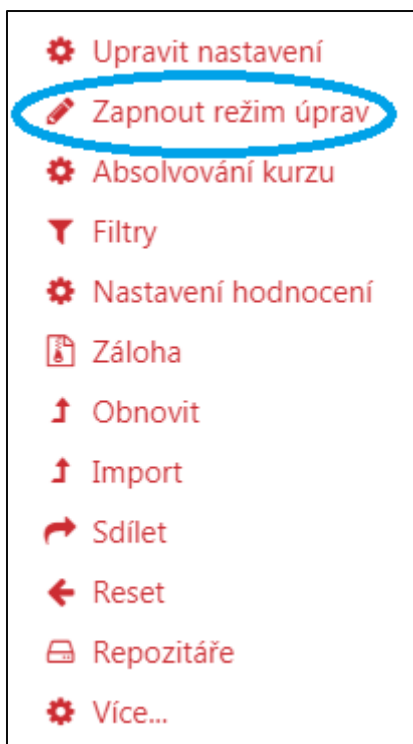 Upravit nastavení
Zapnout režim úprav
Absolvování kurzu
Filtry
Nastavení hodnocení
Záloha
Obnovit
Import
Sdílet
Reset
Repozitáře
Více...